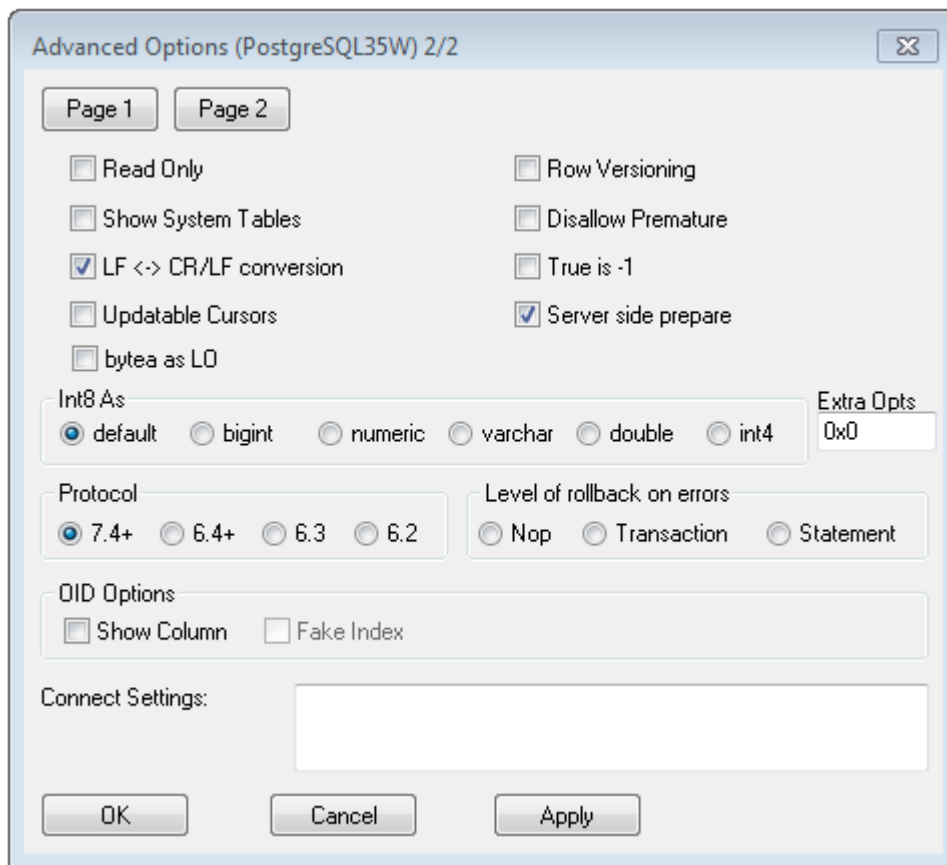 Advanced Options (PostgreSQL35W) 2/2
Page 1 Page 2
Read Only Row Versioning
Show System Tables Disallow Premature
LF <-> CR/LF conversion True is -1
Updatable Cursors Server side prepare
bytea as LO
Int8 As Extra Opts
default bigint numeric varchar double int4 0x0
Protocol Level of rollback on errors
7.4+ 6.4+ 6.3 6.2 Nop Transaction Statement
OID Options
Show Column Fake Index
Connect Settings:
OK Cancel Apply